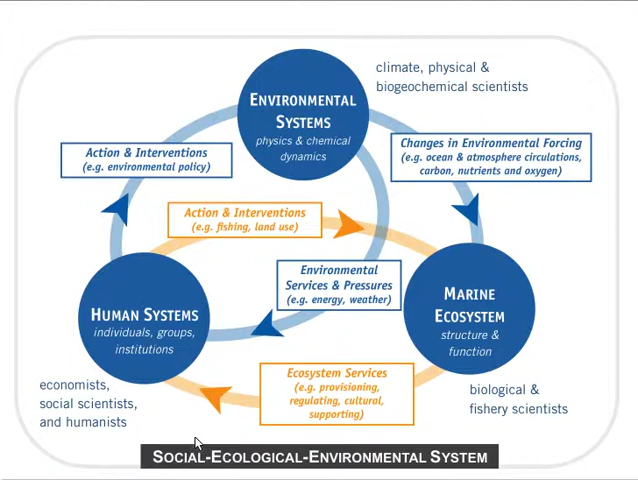 climate, physical &
biogeochemical scientists
ENVIRONMENTAL
SYSTEMS
physics & chemical
dynamics
Action & Interventions
(e.g. environmental policy)
Changes in Environmental Forcing
(e.g. ocean & atmosphere circulations,
carbon, nutrients and oxygen)
Action & Interventions
(e.g. fishing, land use)
Environmental
Services & Pressures
(e.g. energy, weather)
HUMAN SYSTEMS
individuals, groups,
institutions
MARINE
ECOSYSTEM
structure &
function
Ecosystem Services
(e.g. provisioning,
regulating, cultural,
supporting)
economists,
social scientists,
and humanists
biological &
fishery scientists
SOCIAL-ECOLOGICAL-ENVIRONMENTAL SYSTEM